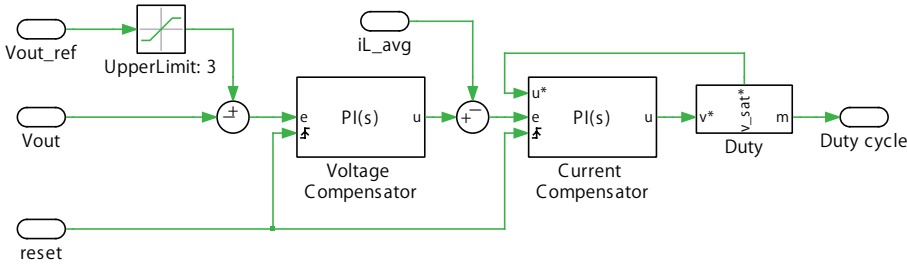 Vout_ref
UpperLimit: 3
iL_avg
Vout
e
PI(s)
u
Voltage
Compensator
u*
e
PI(s)
u
Current
Compensator
v*
v_sat*
m
Duty
Duty cycle
reset